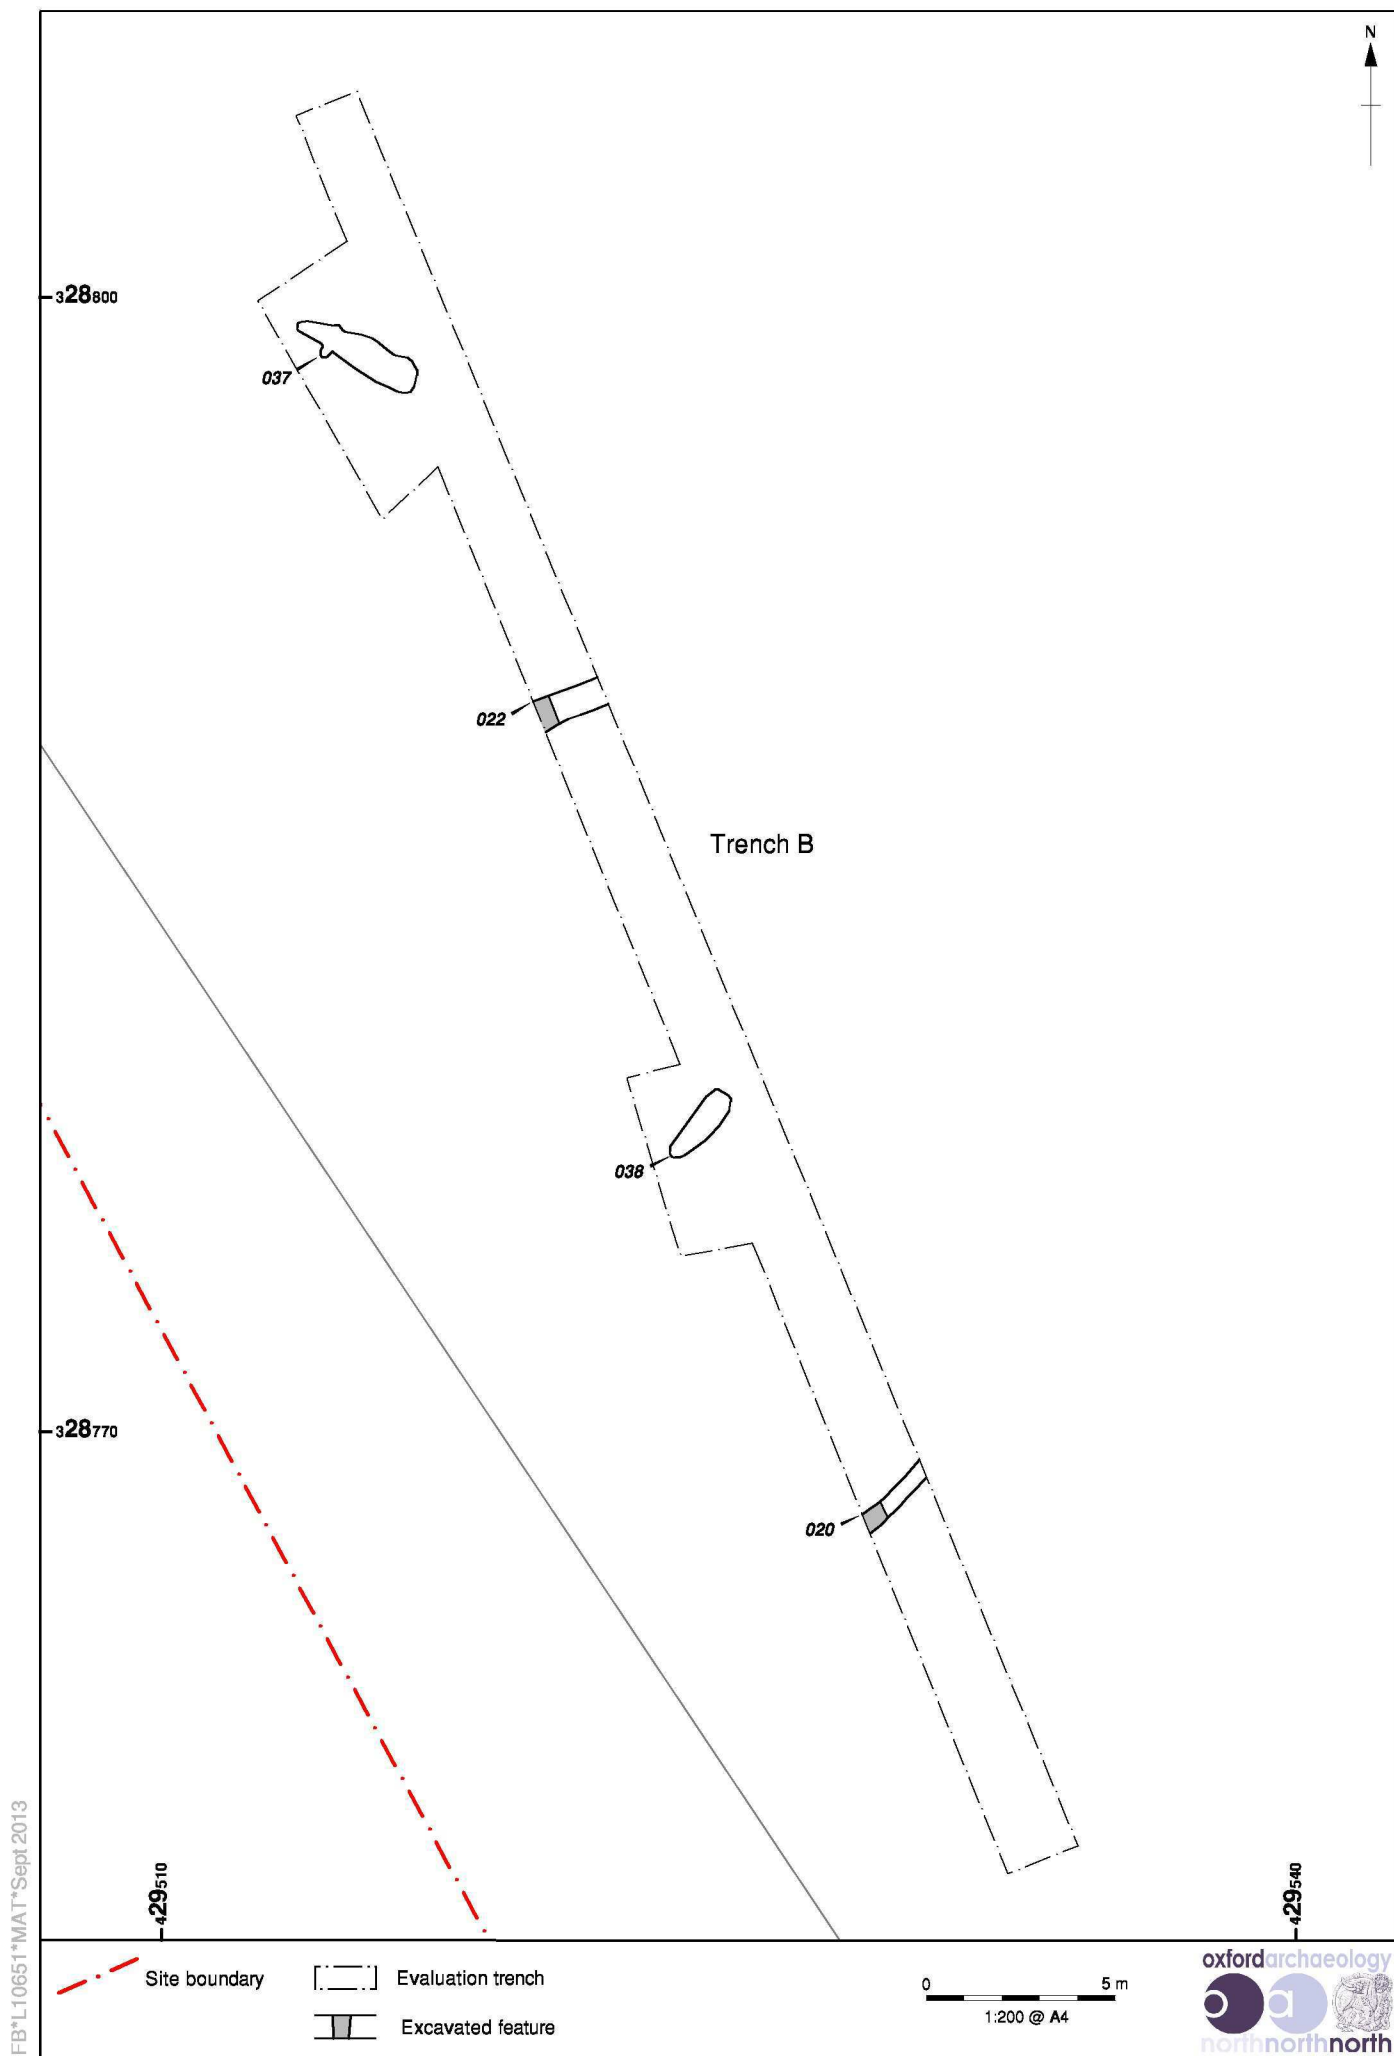 N
328800
037
022
Trench B
038
328770
020
429510
429540
FB*L10651*MAT*Sept 2013
Site boundary
Evaluation trench
Excavated feature
0 5 m
1:200 @ A4
oxfordarchaeology
o a
northnorthnorth